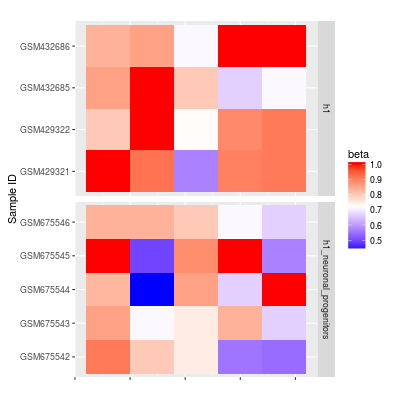 GSM432686
GSM432685
GSM429322
GSM429321
h1
GSM675546
GSM675545
GSM675544
GSM675543
GSM675542
h1_neuronal_progenitors
Sample ID
beta
1.0
0.9
0.8
0.7
0.6
0.5